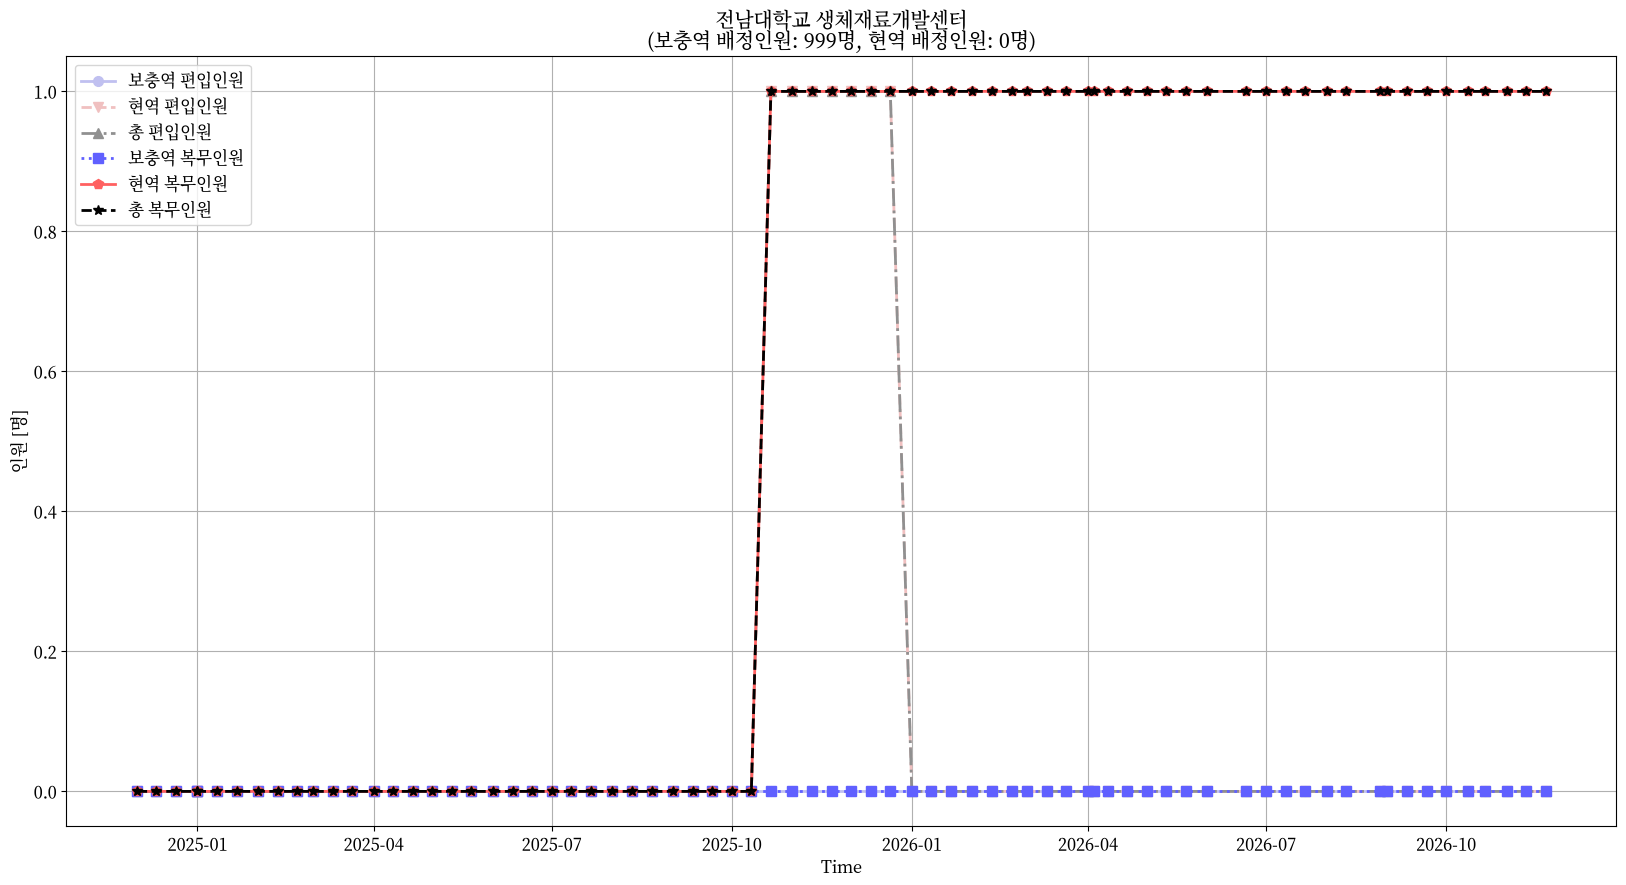 전남대학교 생체재료개발센터
(보충역 배정인원: 999명, 현역 배정인원: 0명)
보충역 편입인원
현역 편입인원
총 편입인원
보충역 복무인원
현역 복무인원
총 복무인원
인원 [명]
1.0
0.8
0.6
0.4
0.2
0.0
2025-01
2025-04
2025-07
2025-10
2026-01
2026-04
2026-07
2026-10
Time